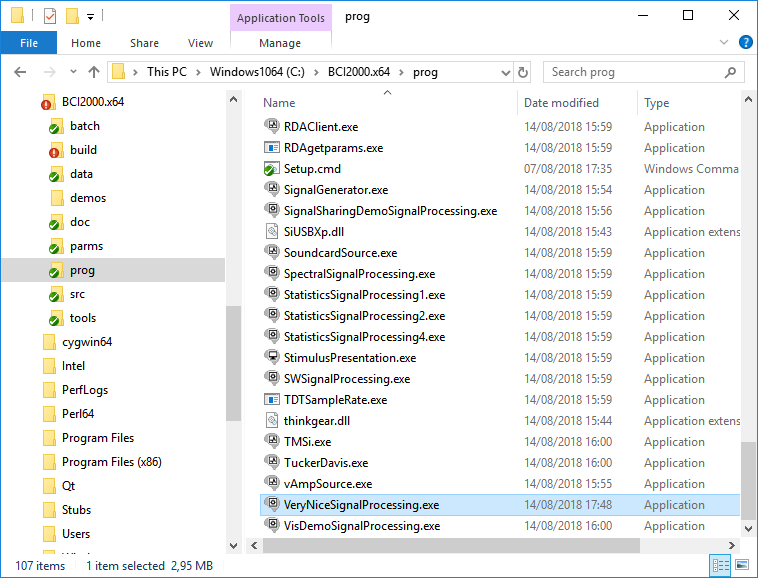 Application Tools
prog
File
Home
Share
View
Manage
This PC
Windows1064 (C:)
BCI2000.x64
prog
Search prog
BCI2000.x64
batch
build
data
demos
doc
parms
prog
src
tools
cygwin64
Intel
PerfLogs
Perl64
Program Files
Program Files (x86)
Qt
Stubs
Users
Name Date modified Type
RDAClient.exe 14/08/2018 15:59 Application
RDAgetparams.exe 14/08/2018 15:59 Application
Setup.cmd 07/08/2018 17:35 Windows Comma
SignalGenerator.exe 14/08/2018 15:54 Application
SignalSharingDemoSignalProcessing.exe 14/08/2018 15:56 Application
SiUSBXp.dll 14/08/2018 15:43 Application extens
SoundcardSource.exe 14/08/2018 15:59 Application
SpectralSignalProcessing.exe 14/08/2018 15:59 Application
StatisticsSignalProcessing1.exe 14/08/2018 15:59 Application
StatisticsSignalProcessing2.exe 14/08/2018 15:59 Application
StatisticsSignalProcessing4.exe 14/08/2018 15:59 Application
StimulusPresentation.exe 14/08/2018 15:59 Application
SWSignalProcessing.exe 14/08/2018 15:59 Application
TDTSampleRate.exe 14/08/2018 15:59 Application
thinkgear.dll 14/08/2018 15:44 Application extens
TMSi.exe 14/08/2018 16:00 Application
TuckerDavis.exe 14/08/2018 16:00 Application
vAmpSource.exe 14/08/2018 15:55 Application
VeryNiceSignalProcessing.exe 14/08/2018 17:48 Application
VisDemoSignalProcessing.exe 14/08/2018 16:00 Application
107 items 1 item selected 2,95 MB